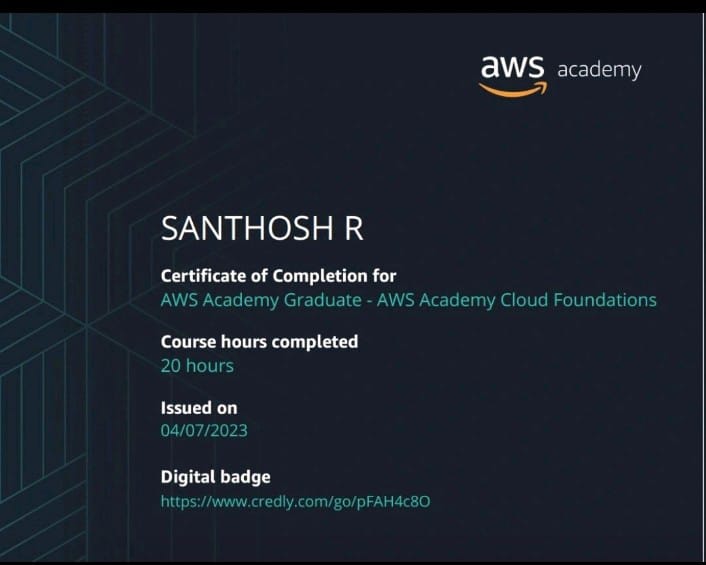 aws academy
SANTHOSH R
Certificate of Completion for
AWS Academy Graduate - AWS Academy Cloud Foundations
Course hours completed
20 hours
Issued on
04/07/2023
Digital badge
https://www.credly.com/go/pFAH4c8O